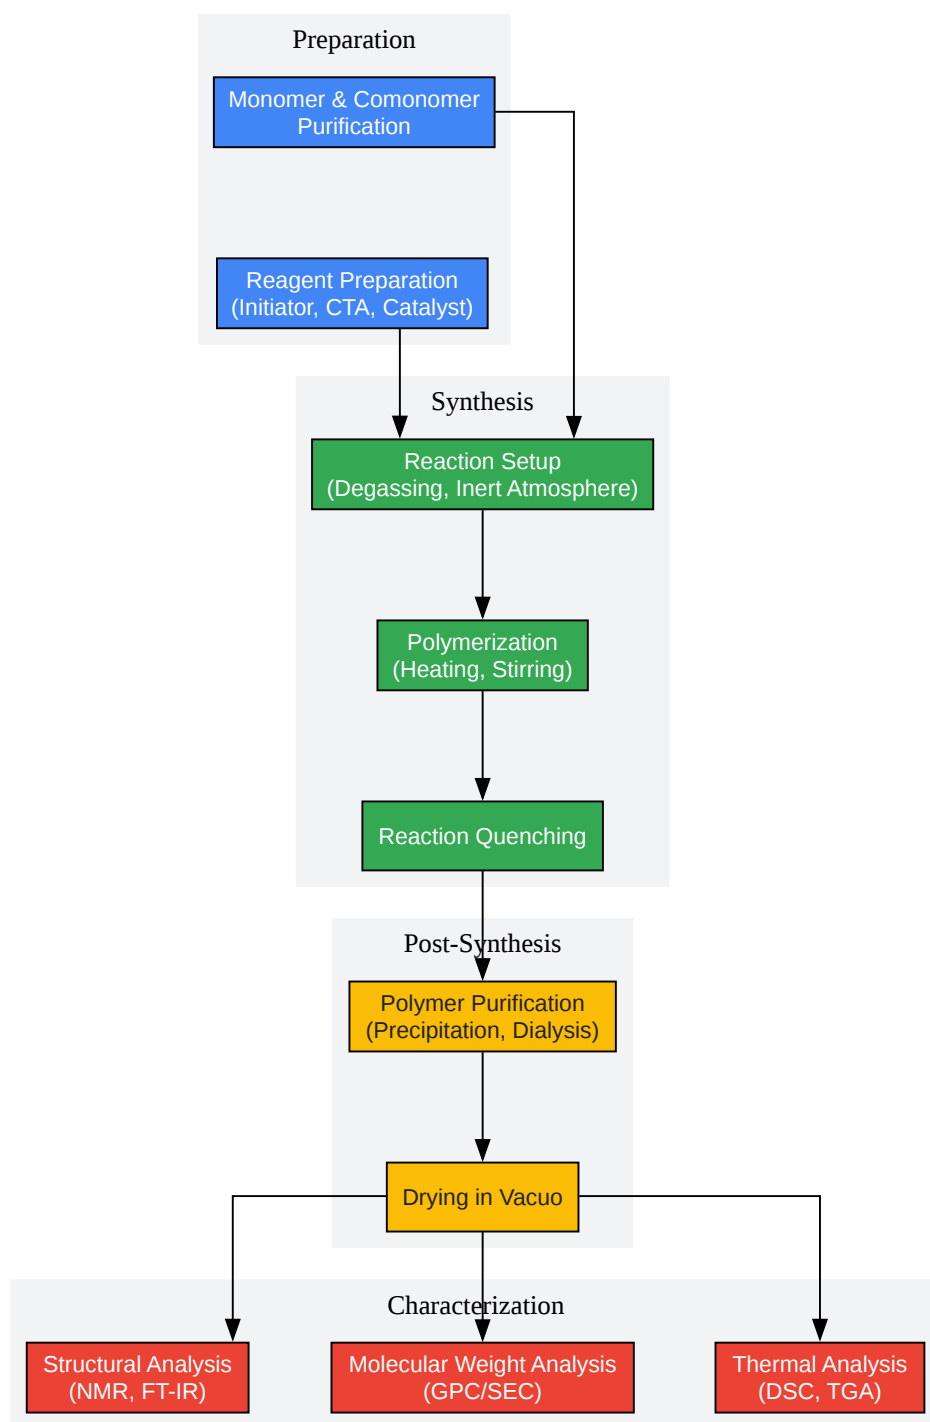 Preparation
Monomer & Comonomer
Purification
Reagent Preparation
(Initiator, CTA, Catalyst)
Synthesis
Reaction Setup
(Degassing, Inert Atmosphere)
Polymerization
(Heating, Stirring)
Reaction Quenching
Post-Synthesis
Polymer Purification
(Precipitation, Dialysis)
Drying in Vacuo
Characterization
Structural Analysis
(NMR, FT-IR)
Molecular Weight Analysis
(GPC/SEC)
Thermal Analysis
(DSC, TGA)